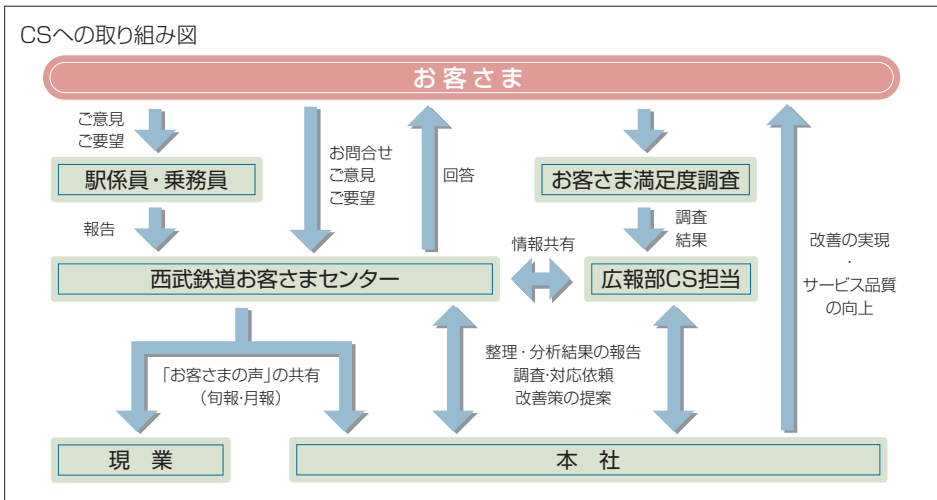 CSへの取り組み図
お客さま
ご意見
ご要望
駅係員・乗務員
報告
お問合せ
ご意見
ご要望
回答
お客さま満足度調査
調査
結果
西武鉄道お客さまセンター
情報共有
広報部CS担当
改善の実現
・
サービス品質
の向上
「お客さまの声」の共有
（旬報・月報）
整理・分析結果の報告
調査・対応依頼
改善策の提案
現 業
本 社